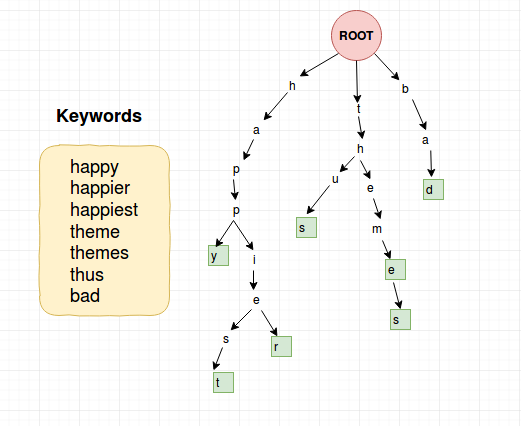 ROOT
h
b
t
Keywords
a
a
h
happy
happier
happiest
theme
themes
thus
bad
p
u
e
d
p
s
m
y
i
e
e
s
s
r
t